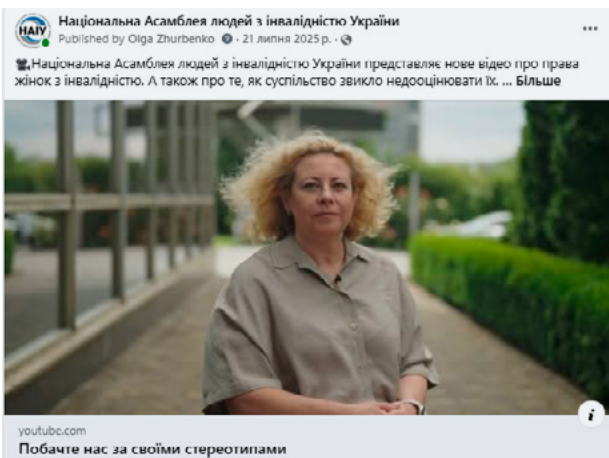 НАІУ
Національна Асамблея людей з інвалідністю України
Published by Olga Zhurbenko · 21 липня 2025 р. ·
Національна Асамблея людей з інвалідністю України представляє нове відео про права
жінок з інвалідністю. А також про те, як суспільство звикло недооцінювати їх. ... Більше
youtube.com
Побачте нас за своїми стереотипами